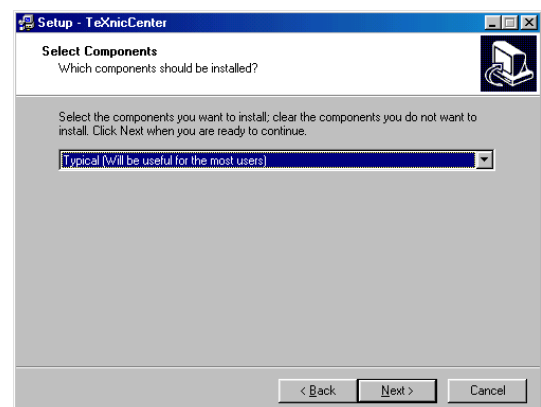 Setup - TeXnicCenter
Select Components
Which components should be installed?
Select the components you want to install; clear the components you do not want to
install. Click Next when you are ready to continue.
Typical (Will be useful for the most users)
< Back
Next >
Cancel